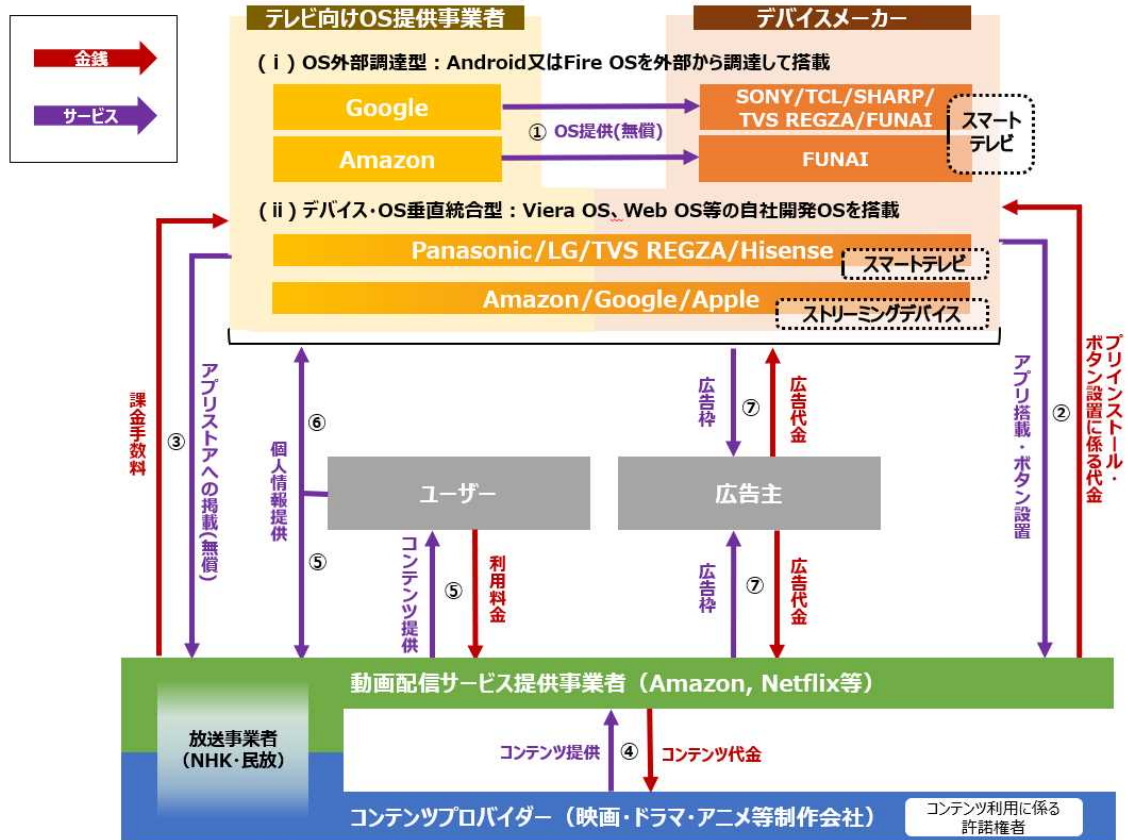 金銭
サービス
テレビ向けOS提供事業者
デバイスメーカー
(ⅰ) OS外部調達型：Android又はFire OSを外部から調達して搭載
Google
① OS提供(無償)
SONY/TCL/SHARP/
TVS REGZA/FUNAI
スマート
テレビ
Amazon
FUNAI
(ⅱ) デバイス・OS垂直統合型：Viera OS、Web OS等の自社開発OSを搭載
Panasonic/LG/TVS REGZA/Hisense
スマートテレビ
Amazon/Google/Apple
ストリーミングデバイス
課金手数料
③
アプリストアへの掲載(無償)
⑥
個人情報提供
⑤
ユーザー
コンテンツ提供
⑤
利用料金
広告枠
⑦
広告代金
広告主
広告枠
⑦
広告代金
アプリ搭載・ボタン設置
②
プリインストール・
ボタン設置に係る代金
動画配信サービス提供事業者（Amazon, Netflix等）
放送事業者
(NHK・民放)
コンテンツ提供
④
コンテンツ代金
コンテンツプロバイダー（映画・ドラマ・アニメ等制作会社）
コンテンツ利用に係る
許諾権者